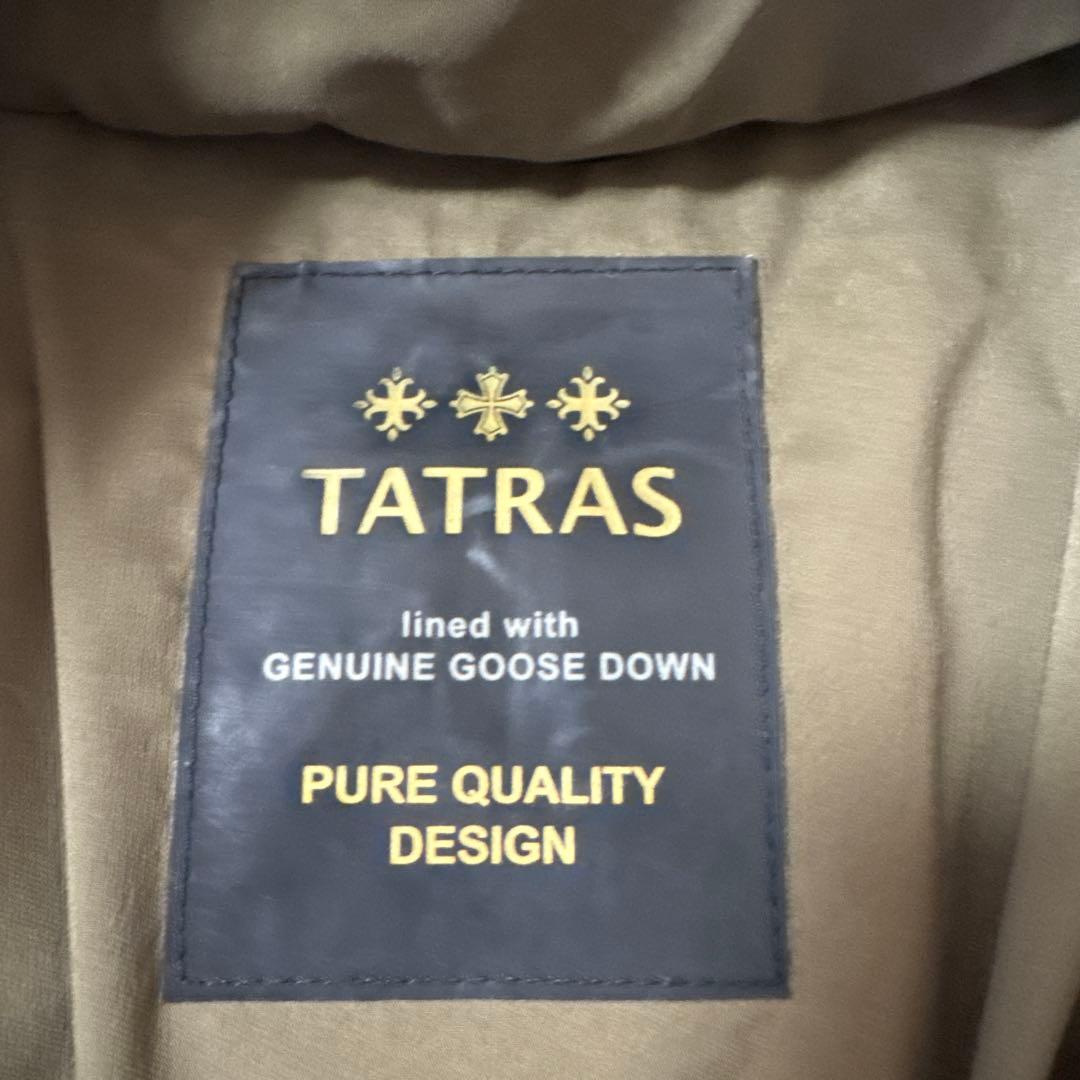 TATRAS
lined with
GENUINE GOOSE DOWN
PURE QUALITY
DESIGN